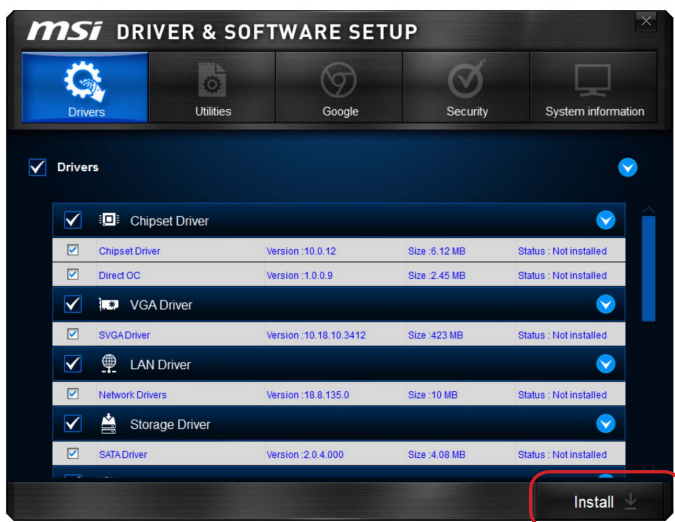 msi DRIVER & SOFTWARE SETUP
Drivers Utilities Google Security System information
Drivers
Chipset Driver
Chipset Driver Version :10.0.12 Size :6.12 MB Status : Not installed
Direct OC Version :1.0.0.9 Size :2.45 MB Status : Not installed
VGA Driver
SVGA Driver Version :10.18.10.3412 Size :423 MB Status : Not installed
LAN Driver
Network Drivers Version :18.8.135.0 Size :10 MB Status : Not installed
Storage Driver
SATA Driver Version :2.0.4.000 Size :4.08 MB Status : Not installed
Install